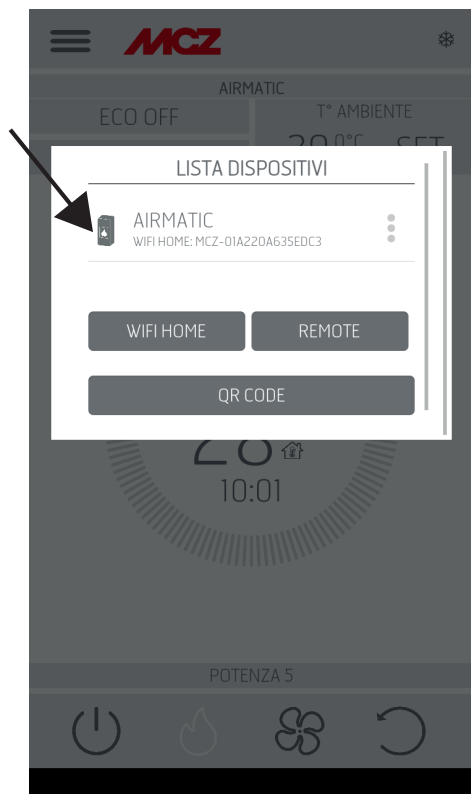 MCZ
AIRMATIC
ECO OFF
T° AMBIENTE
SET
LISTA DISPOSITIVI
AIRMATIC
WIFI HOME: MCZ-01A220A635EDC3
WIFI HOME
REMOTE
QR CODE
10:01
POTENZA 5